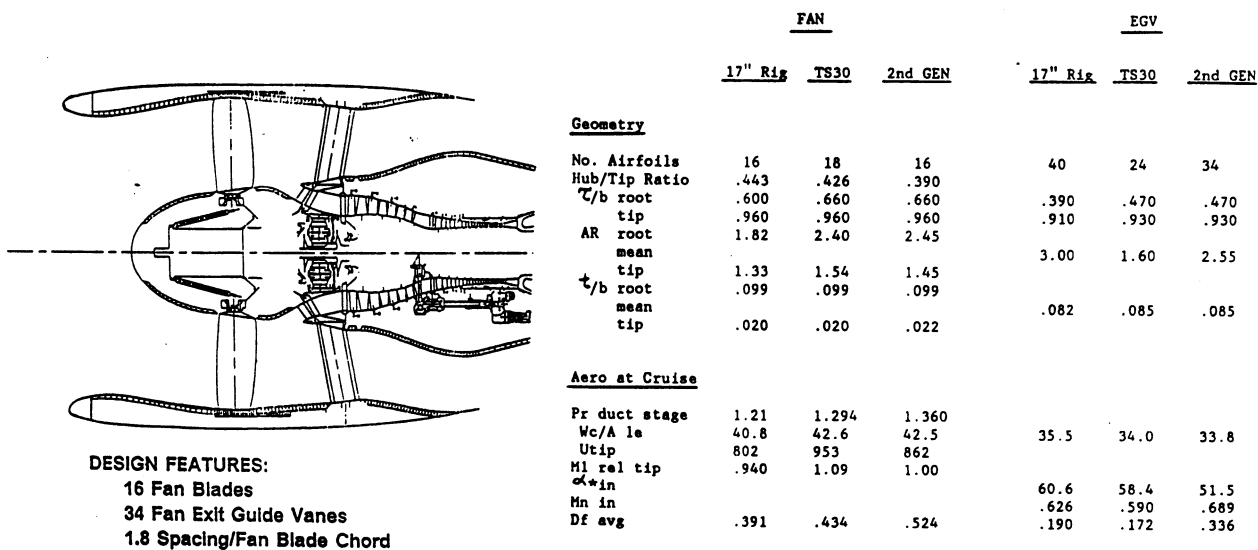 FAN EGV
17" Rig TS30 2nd GEN 17" Rig TS30 2nd GEN
Geometry
No. Airfoils 16 18 16 40 24 34
Hub/Tip Ratio .443 .426 .390
τ/b root .600 .660 .660 .390 .470 .470
tip .960 .960 .960 .910 .930 .930
AR root 1.82 2.40 2.45
mean 3.00 1.60 2.55
tip 1.33 1.54 1.45
t/b root .099 .099 .099
mean .082 .085 .085
tip .020 .020 .022
Aero at Cruise
Pr duct stage 1.21 1.294 1.360
Wc/A le 40.8 42.6 42.5 35.5 34.0 33.8
Utip 802 953 862
M1 rel tip .940 1.09 1.00
α*in 60.6 58.4 51.5
Mn in .626 .590 .689
Df avg .391 .434 .524 .190 .172 .336
DESIGN FEATURES:
16 Fan Blades
34 Fan Exit Guide Vanes
1.8 Spacing/Fan Blade Chord